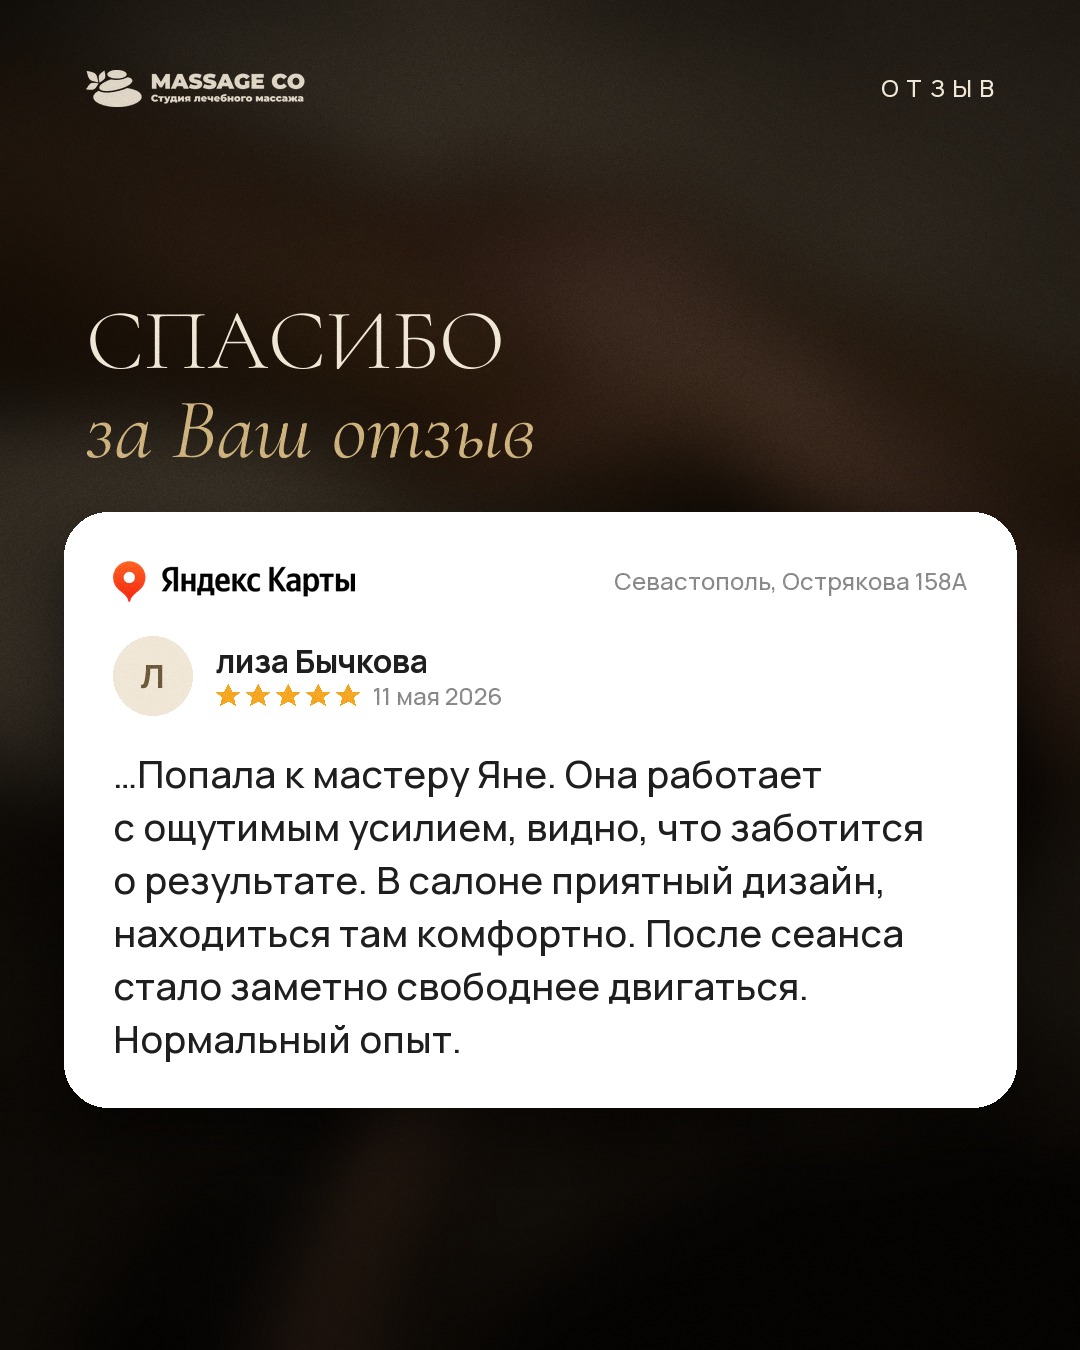 MASSAGE CO
Студия лечебного массажа
ОТЗЫВ
СПАСИБО
за Ваш отзыв
Яндекс Карты
Севастополь, Острякова 158А
Л
лиза Бычкова
11 мая 2026
...Попала к мастеру Яне. Она работает
с ощутимым усилием, видно, что заботится
о результате. В салоне приятный дизайн,
находиться там комфортно. После сеанса
стало заметно свободнее двигаться.
Нормальный опыт.